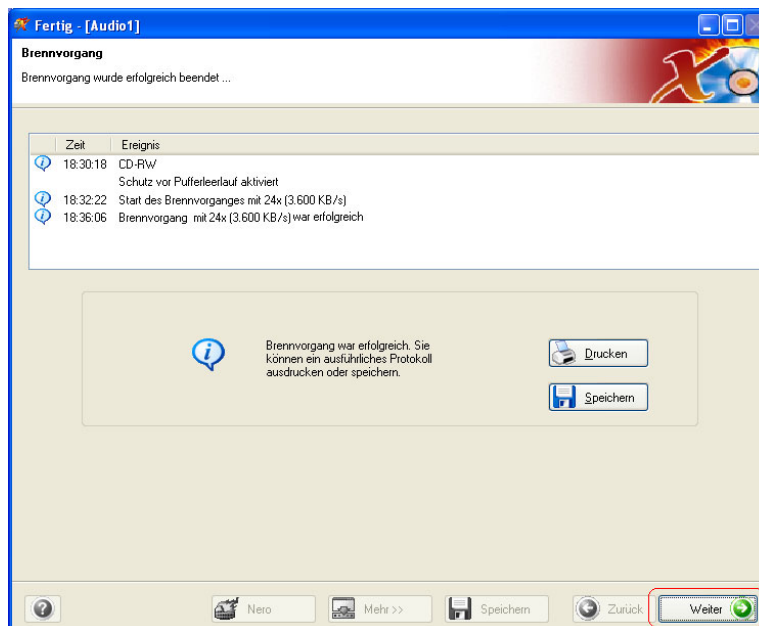 Fertig - [Audio1]
Brennvorgang
Brennvorgang wurde erfolgreich beendet ...
Zeit Ereignis
18:30:18 CD-RW
Schutz vor Pufferleerlauf aktiviert
18:32:22 Start des Brennvorganges mit 24x (3.600 KB/s)
18:36:06 Brennvorgang mit 24x (3.600 KB/s) war erfolgreich
Brennvorgang war erfolgreich. Sie
können ein ausführliches Protokoll
ausdrucken oder speichern.
Drucken
Speichern
Nero Mehr >> Speichern Zurück Weiter